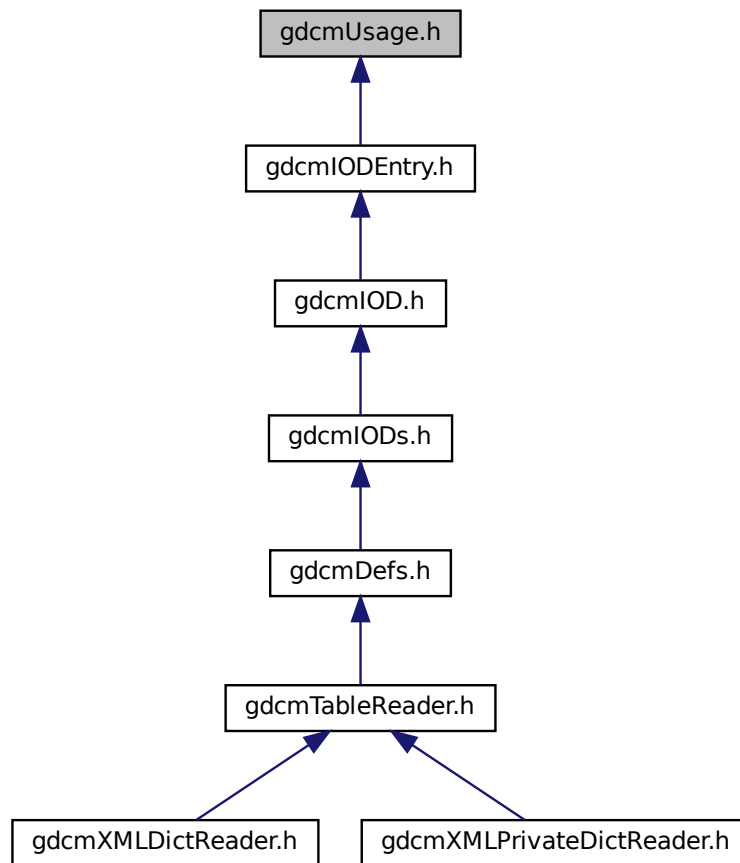 gdcmUsage.h
gdcmIODEntry.h
gdcmIOD.h
gdcmIODs.h
gdcmDefs.h
gdcmTableReader.h
gdcmXMLDictReader.h
gdcmXMLPrivateDictReader.h